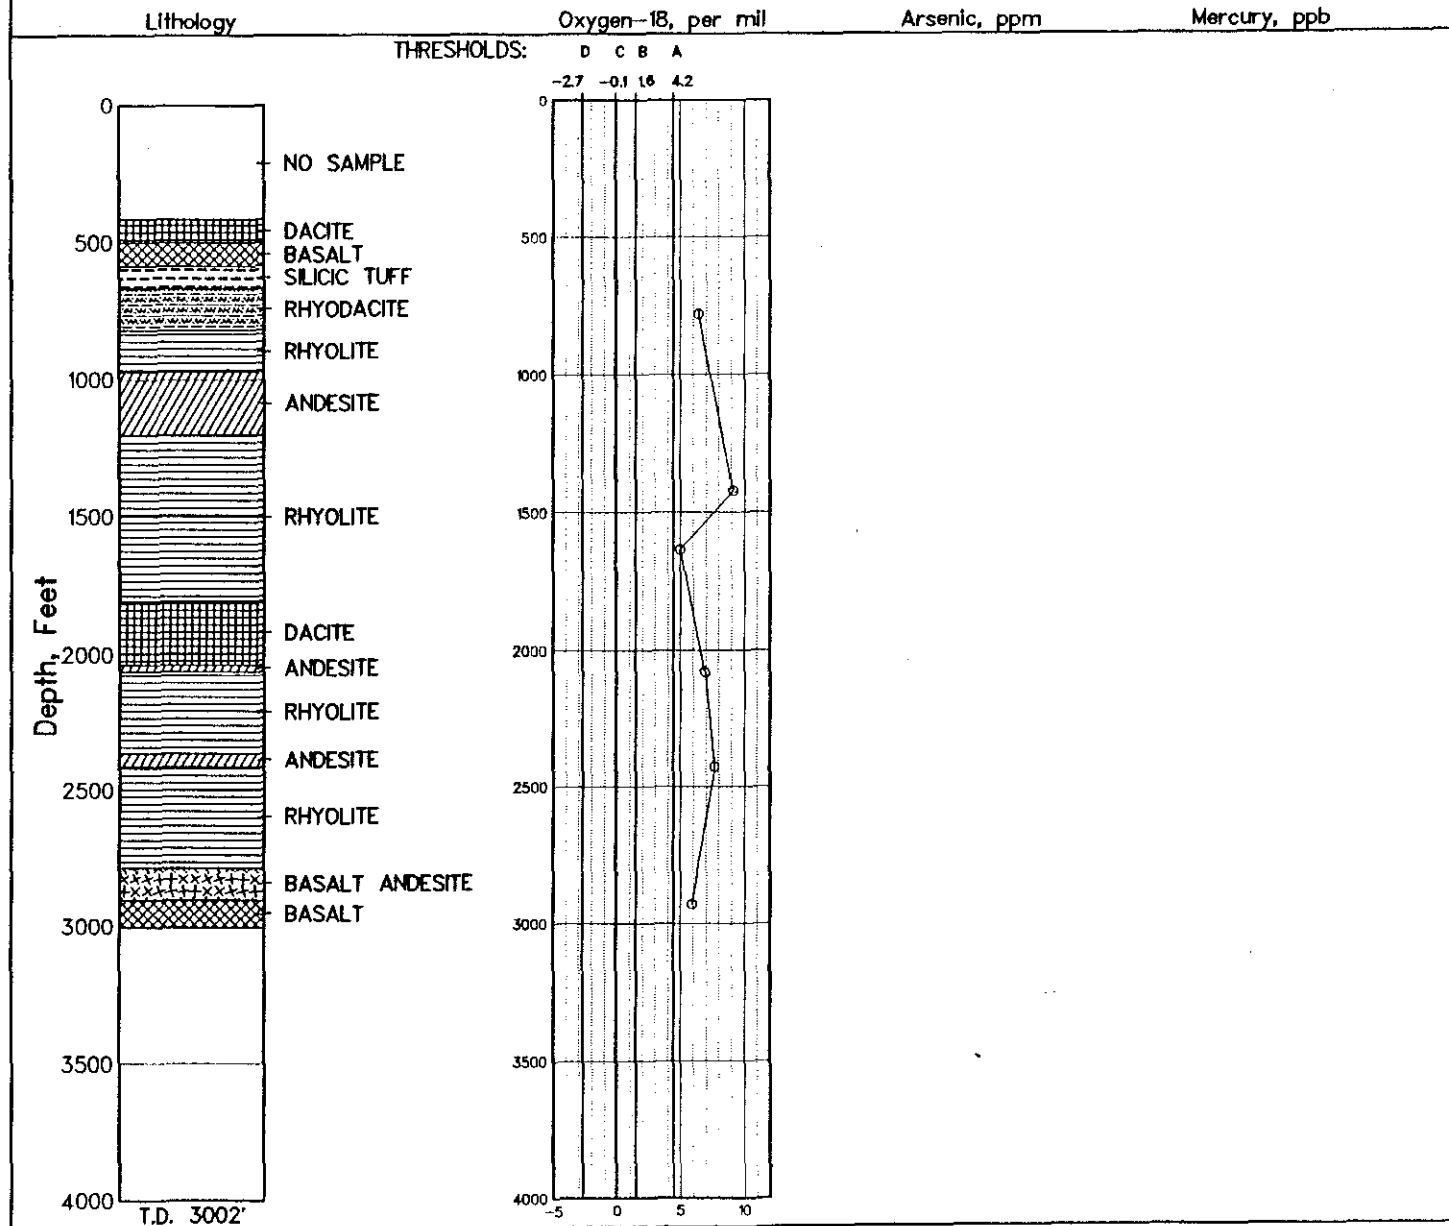 Lithology
Oxygen-18, per mil
Arsenic, ppm
Mercury, ppb
THRESHOLDS: D C B A
-2.7 -0.1 1.6 4.2
Depth, Feet
0
500
1000
1500
2000
2500
3000
3500
4000
NO SAMPLE
DACITE
BASALT
SILICIC TUFF
RHYODACITE
RHYOLITE
ANDESITE
RHYOLITE
DACITE
ANDESITE
RHYOLITE
ANDESITE
RHYOLITE
BASALT ANDESITE
BASALT
T.D. 3002'
0
500
1000
1500
2000
2500
3000
3500
4000
-5 0 5 10